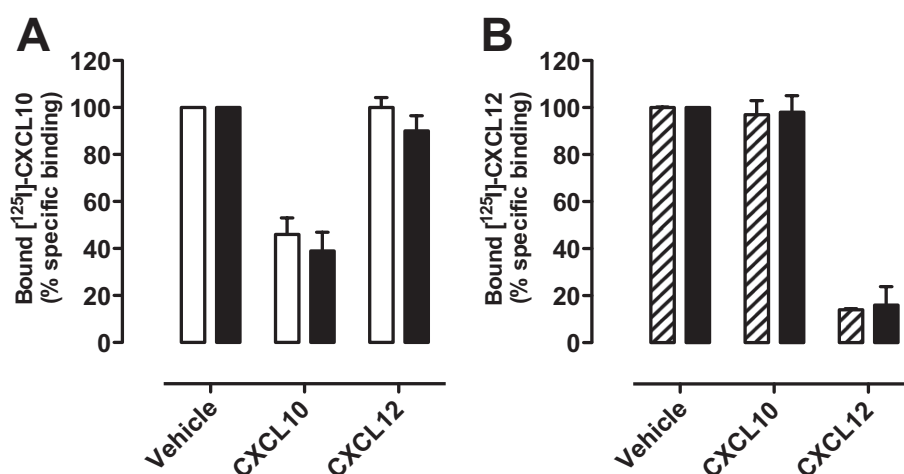 A
B
Bound [¹²⁵I]-CXCL10
(% specific binding)
120
100
80
60
40
20
0
Vehicle
CXCL10
CXCL12
Bound [¹²⁵I]-CXCL12
(% specific binding)
120
100
80
60
40
20
0
Vehicle
CXCL10
CXCL12